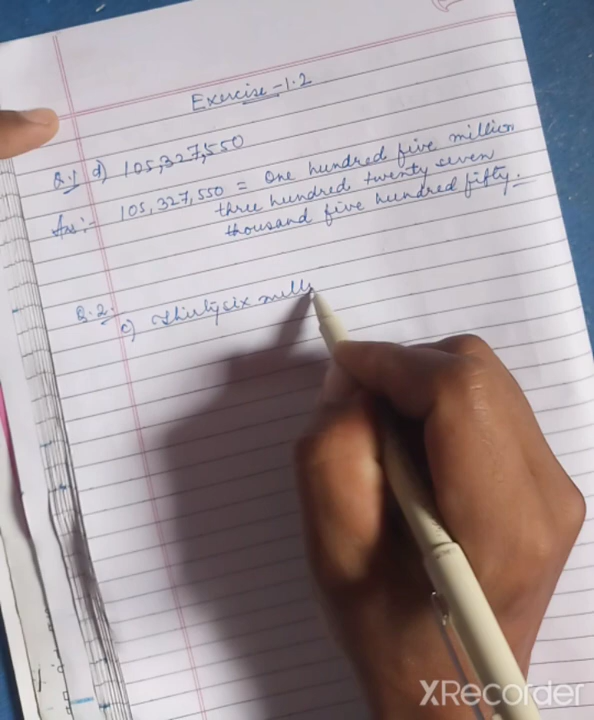 Exercise - 1.2
Q.1 d) 105,327,550
Ans:- 105,327,550 = One hundred five million
three hundred twenty seven
thousand five hundred fifty.
Q.2.
c) Thirty six mill
XRecorder